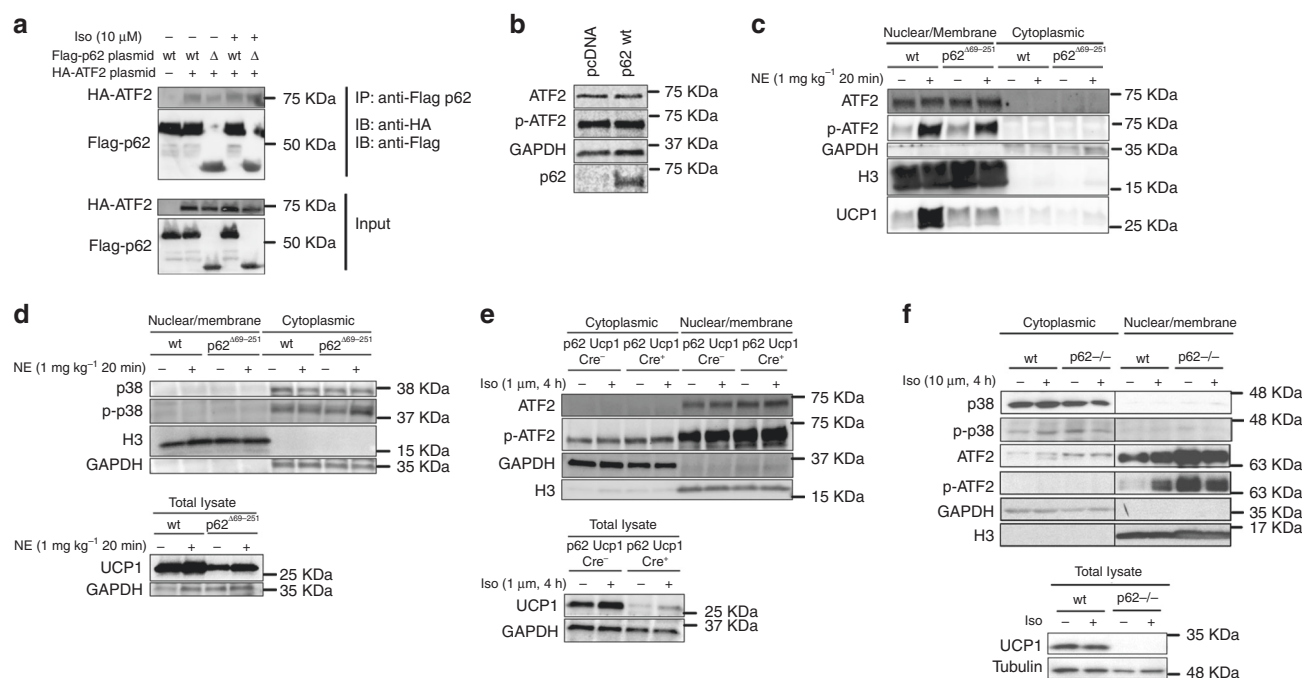 a
Iso (10 μM) – – – + +
Flag-p62 plasmid wt wt Δ wt Δ
HA-ATF2 plasmid – + + + +
HA-ATF2
75 KDa
IP: anti-Flag p62
IB: anti-HA
Flag-p62
50 KDa
IB: anti-Flag
HA-ATF2
75 KDa
Input
Flag-p62
50 KDa
b
pcDNA
p62 wt
ATF2
75 KDa
p-ATF2
75 KDa
GAPDH
37 KDa
p62
75 KDa
c
Nuclear/Membrane Cytoplasmic
wt p62Δ69–251 wt p62Δ69–251
NE (1 mg kg–1 20 min) – + – + – + – +
ATF2
75 KDa
p-ATF2
75 KDa
GAPDH
35 KDa
H3
15 KDa
UCP1
25 KDa
d
Nuclear/membrane Cytoplasmic
wt p62Δ69–251 wt p62Δ69–251
NE (1 mg kg–1 20 min) – + – + – + – +
p38
38 KDa
p-p38
37 KDa
H3
15 KDa
GAPDH
35 KDa
Total lysate
wt p62Δ69–251
NE (1 mg kg–1 20 min) – + – +
UCP1
25 KDa
GAPDH
35 KDa
e
Cytoplasmic Nuclear/membrane
p62 Ucp1 p62 Ucp1 p62 Ucp1 p62 Ucp1
Cre– Cre+ Cre– Cre+
Iso (1 μm, 4 h) – + – + – + – +
ATF2
75 KDa
p-ATF2
75 KDa
GAPDH
37 KDa
H3
15 KDa
Total lysate
p62 Ucp1 p62 Ucp1
Cre– Cre+
Iso (1 μm, 4 h) – + – +
UCP1
25 KDa
GAPDH
37 KDa
f
Cytoplasmic Nuclear/membrane
wt p62–/– wt p62–/–
Iso (10 μm, 4 h) – + – + – + – +
p38
48 KDa
p-p38
48 KDa
ATF2
63 KDa
p-ATF2
63 KDa
GAPDH
35 KDa
H3
17 KDa
Total lysate
wt p62–/–
Iso – + – +
UCP1
35 KDa
Tubulin
48 KDa